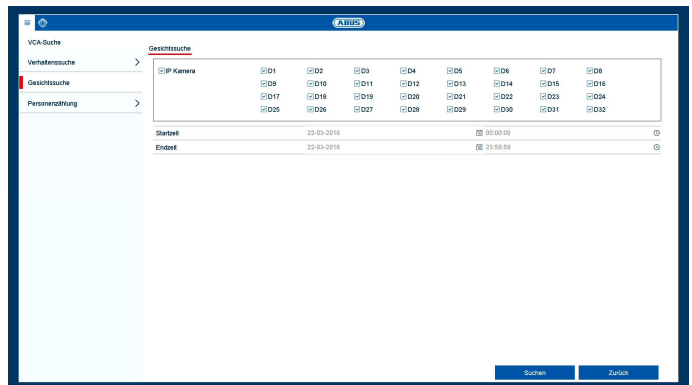 ABUS
VCA-Suche
Verhaltenssuche
Gesichtssuche
Personenzählung
Gesichtssuche
IP Kamera D1 D2 D3 D4 D5 D6 D7 D8
D9 D10 D11 D12 D13 D14 D15 D16
D17 D18 D19 D20 D21 D22 D23 D24
D25 D26 D27 D28 D29 D30 D31 D32
Startzeit 22-03-2016 00:00:00
Endzeit 22-03-2016 23:59:59
Suchen Zurück